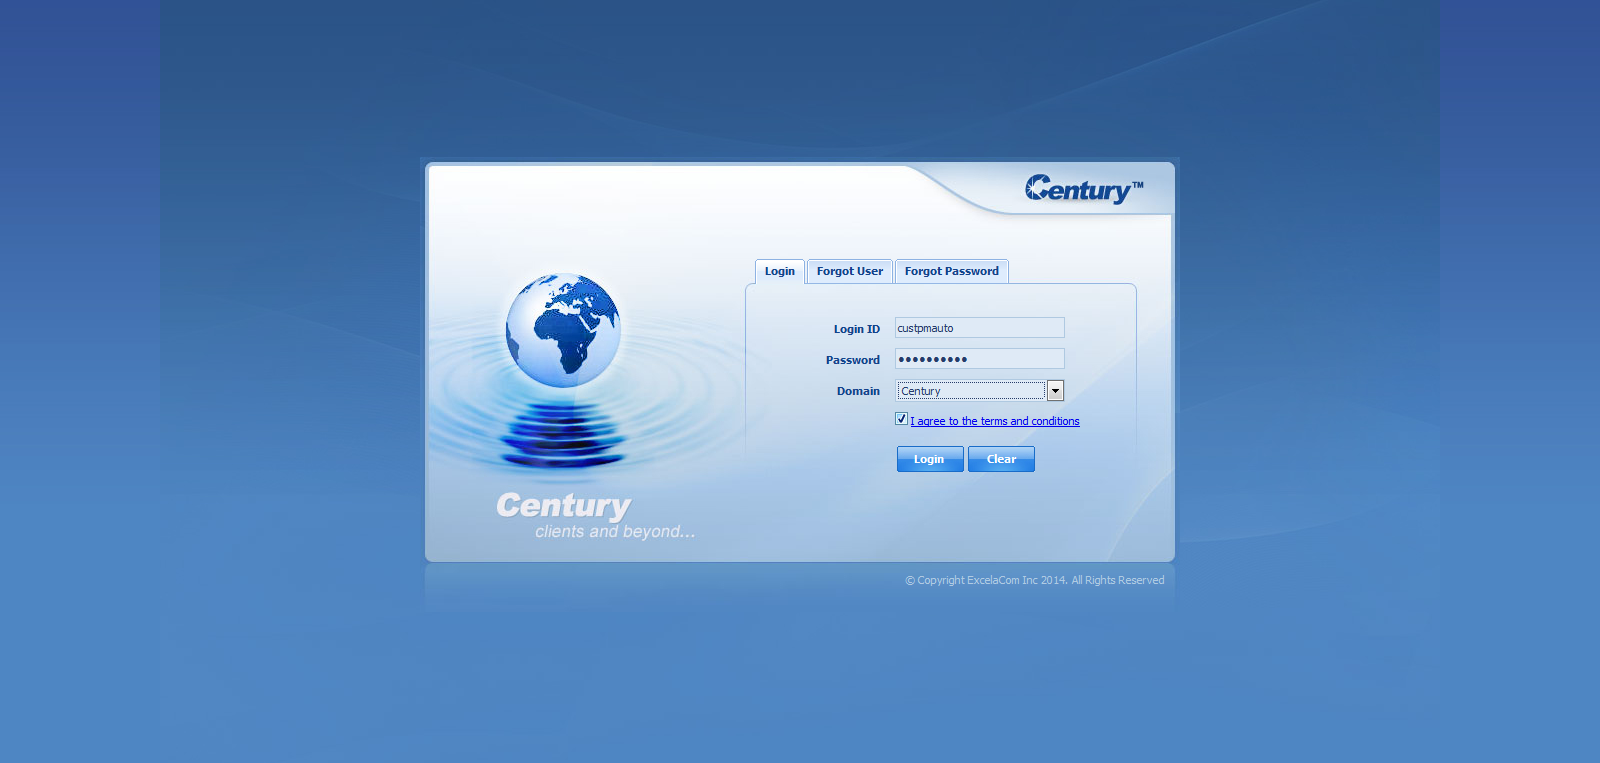 Century™
Login Forgot User Forgot Password
Login ID custpmauto
Password ••••••••••
Domain Century
I agree to the terms and conditions
Login Clear
Century
clients and beyond...
© Copyright ExcelaCom Inc 2014. All Rights Reserved